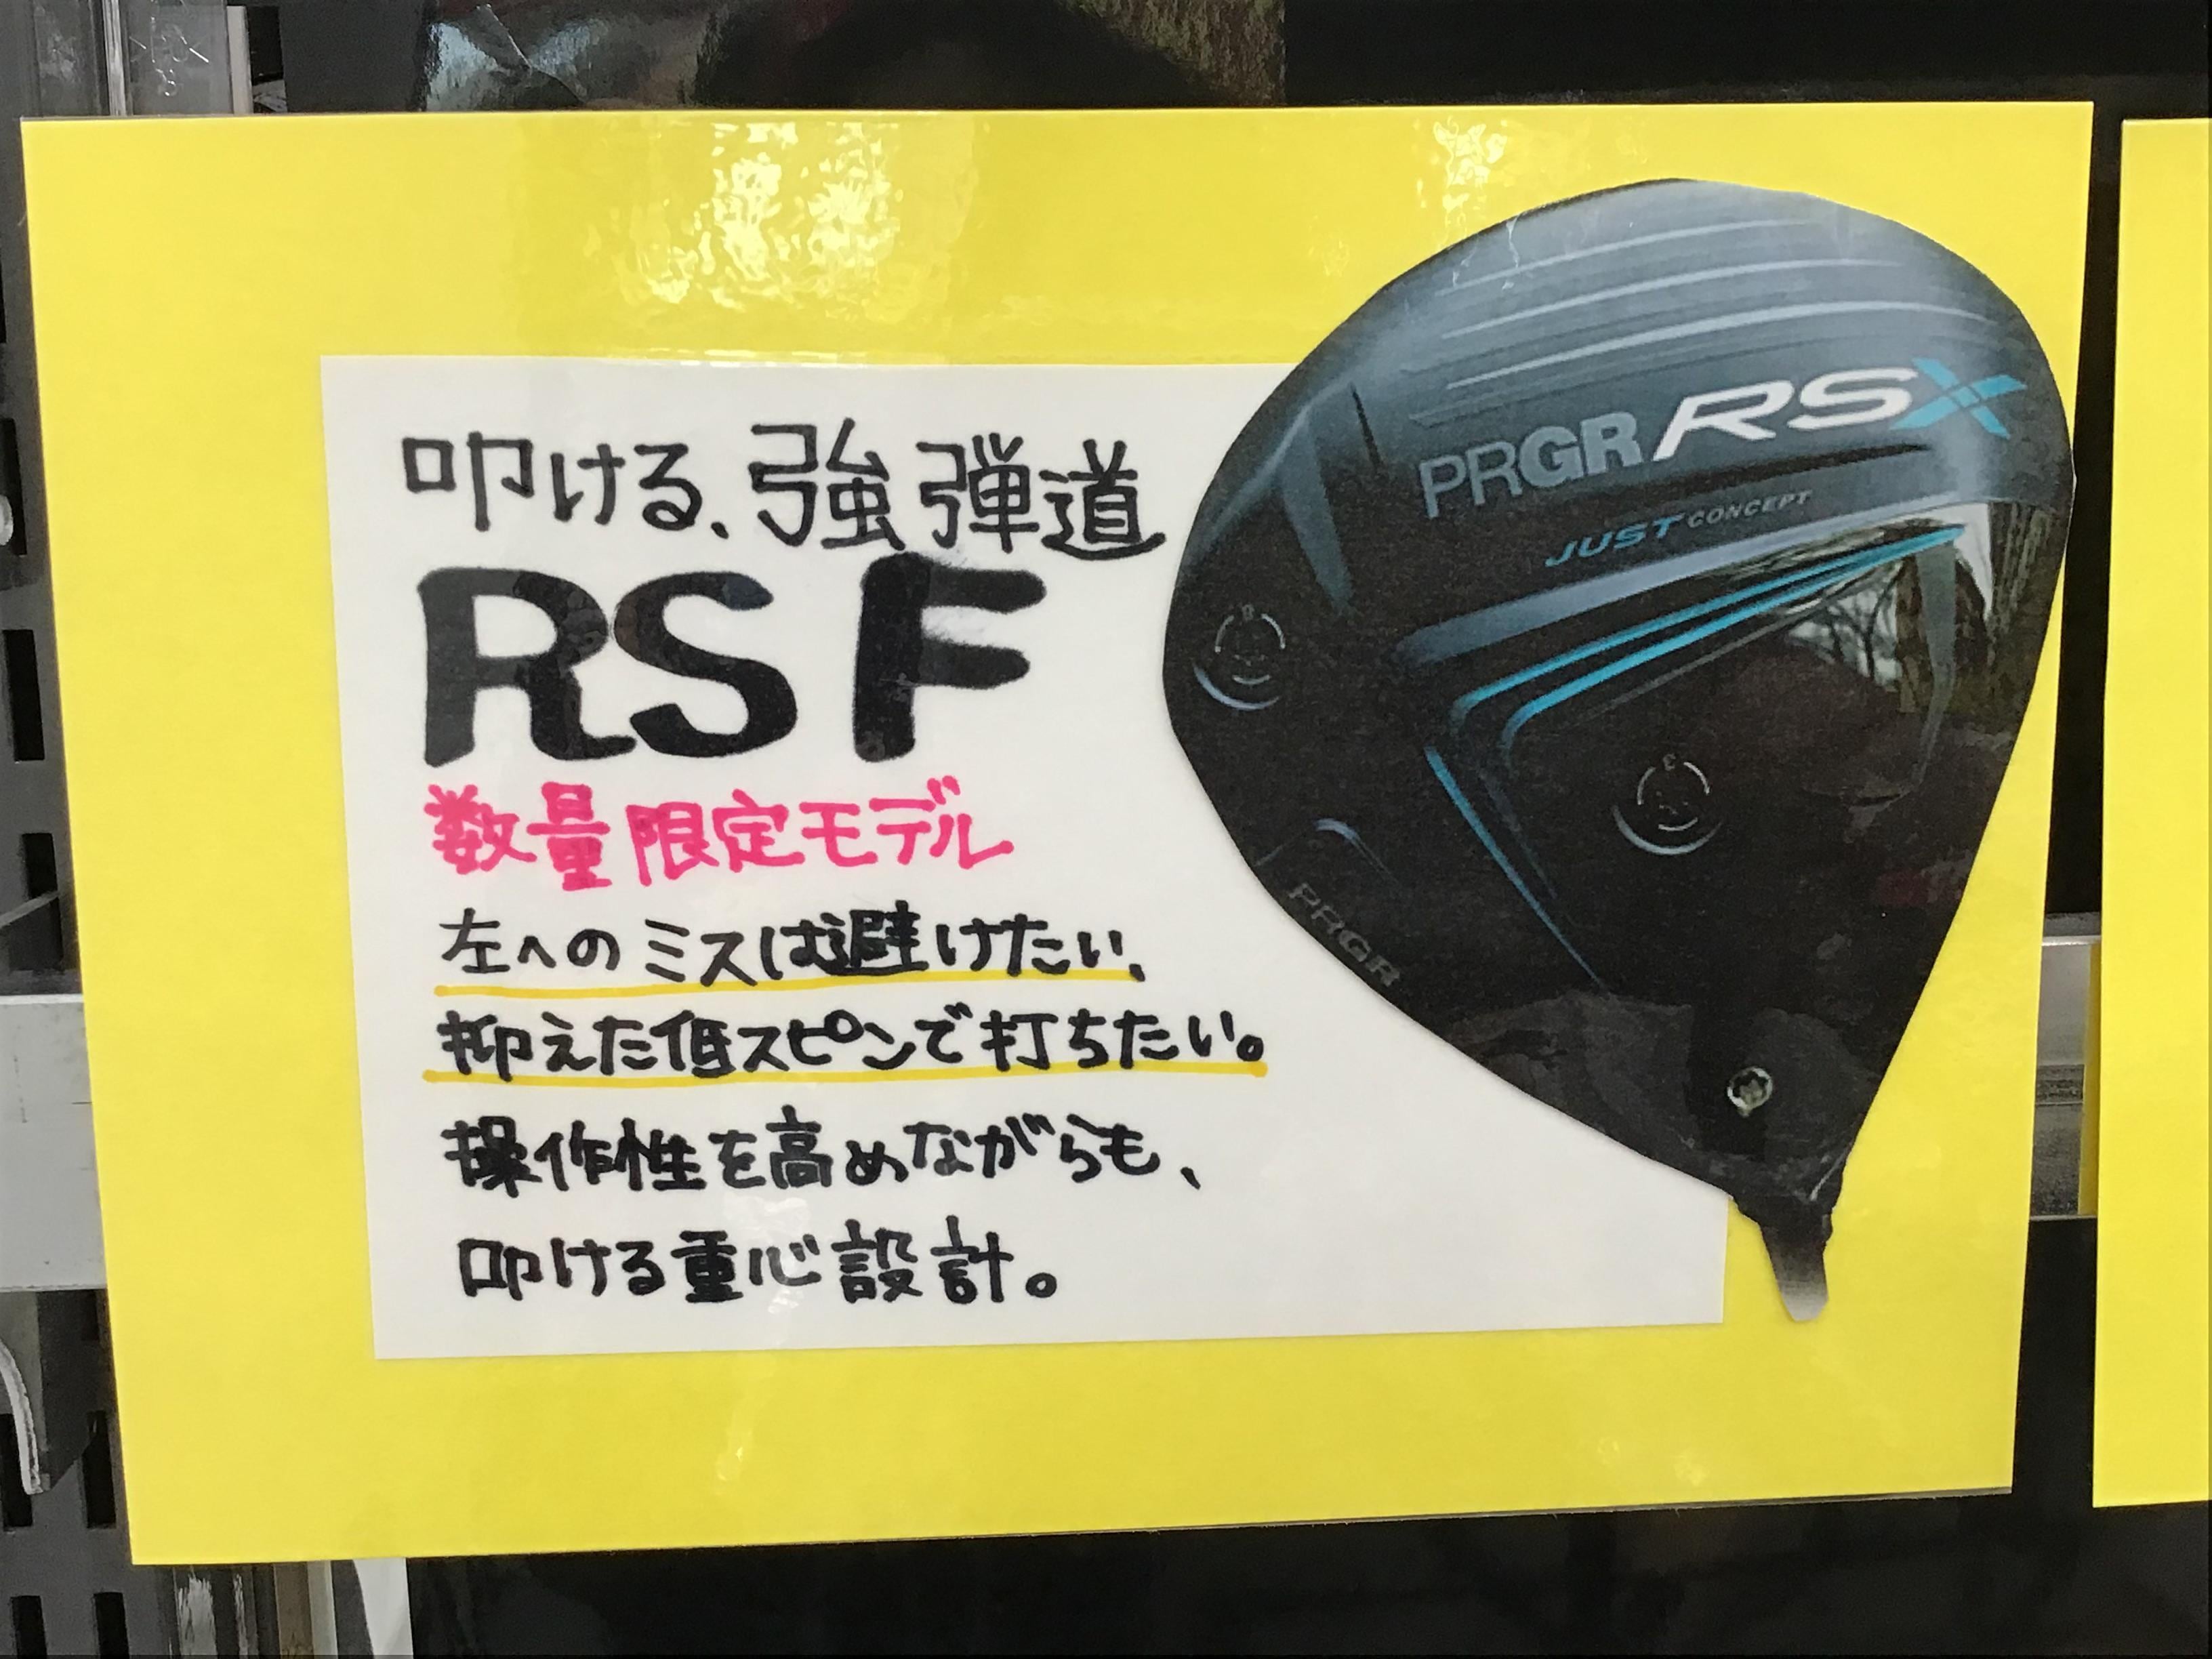 叩ける、強弾道
RS F
数量限定モデル
左へのミスは避けたい、
抑えた低スピンで打ちたい。
操作性を高めながらも、
叩ける重心設計。
PRGR RSX
JUST CONCEPT
PRGR